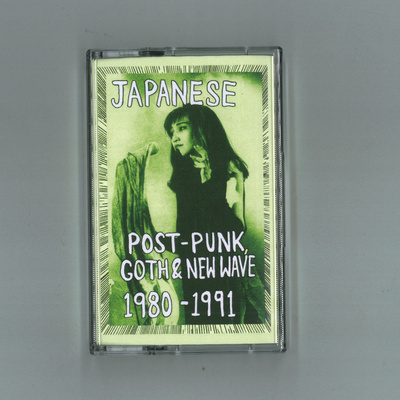 JAPANESE
POST-PUNK,
GOTH & NEW WAVE
1980-1991